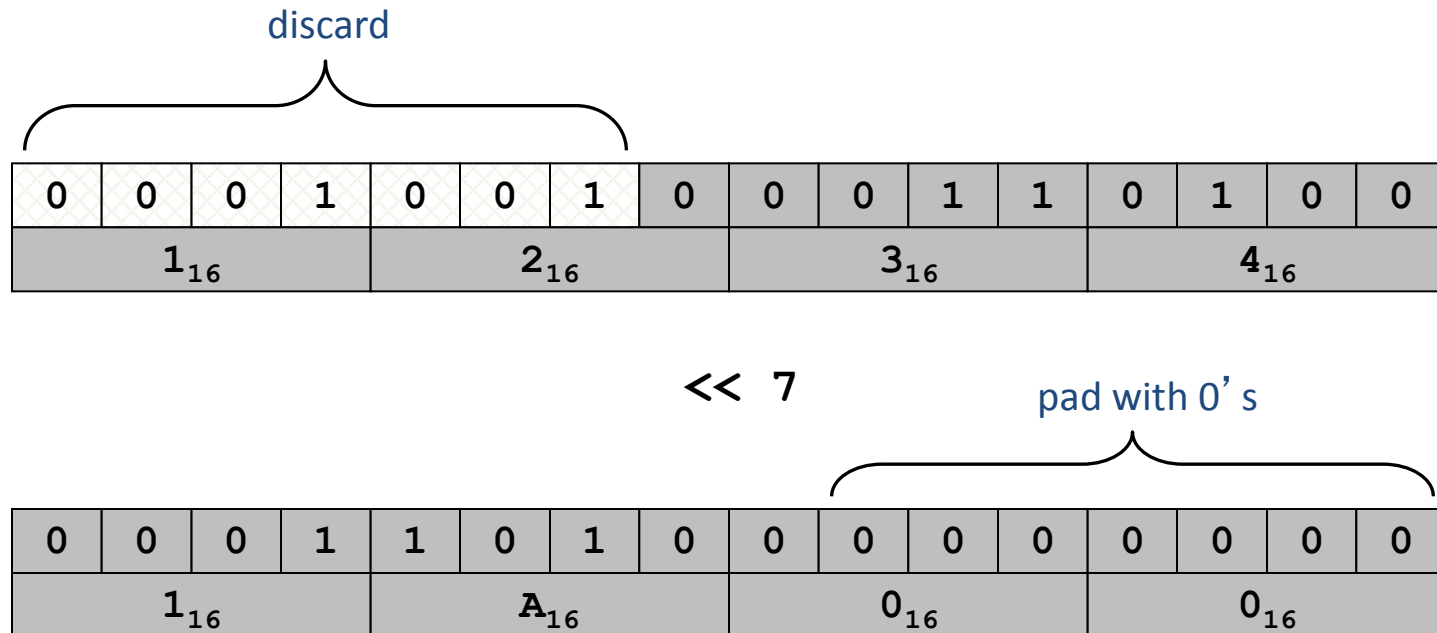 discard
0 0 0 1 0 0 1 0 0 0 1 1 0 1 0 0
1₁₆ 2₁₆ 3₁₆ 4₁₆
<< 7
pad with 0's
0 0 0 1 1 0 1 0 0 0 0 0 0 0 0 0
1₁₆ A₁₆ 0₁₆ 0₁₆